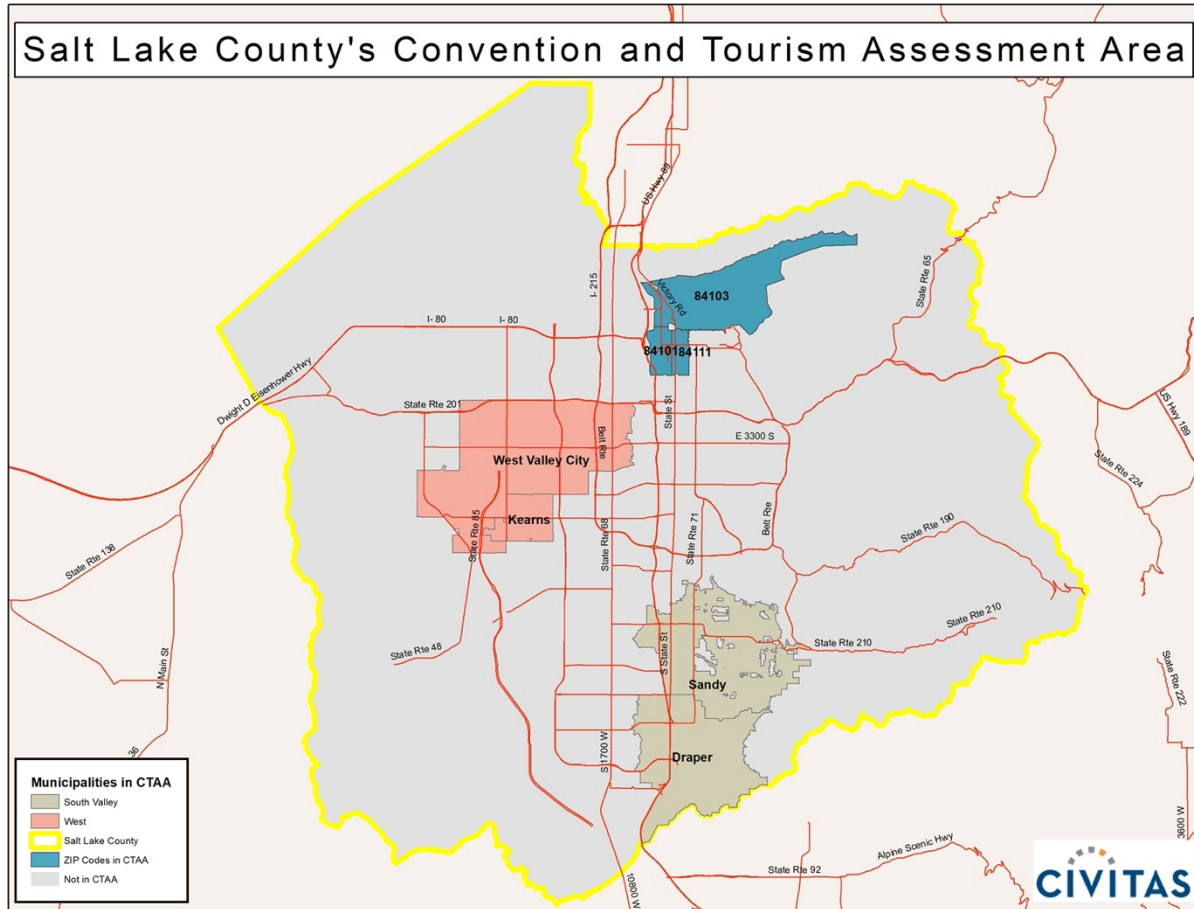 Salt Lake County's Convention and Tourism Assessment Area
US Hwy 89
State Rte 65
I- 215
Victory Rd
84103
I- 80
I- 80
84101
84111
Dwight D Eisenhower Hwy
State Rte 201
State St
US Hwy 189
Belt Rte
E 3300 S
West Valley City
State Rte 224
Kearns
State Rte 85
State Rte 68
State Rte 71
Belt Rte
State Rte 190
State Rte 138
State Rte 210
State Rte 210
State Rte 48
S State St
N Main St
Sandy
State Rte 222
S 1700 W
Draper
36
Municipalities in CTAA
South Valley
West
Salt Lake County
ZIP Codes in CTAA
Not in CTAA
3600 W
Alpine Scenic Hwy
State Rte 92
10800 W
CIVITAS